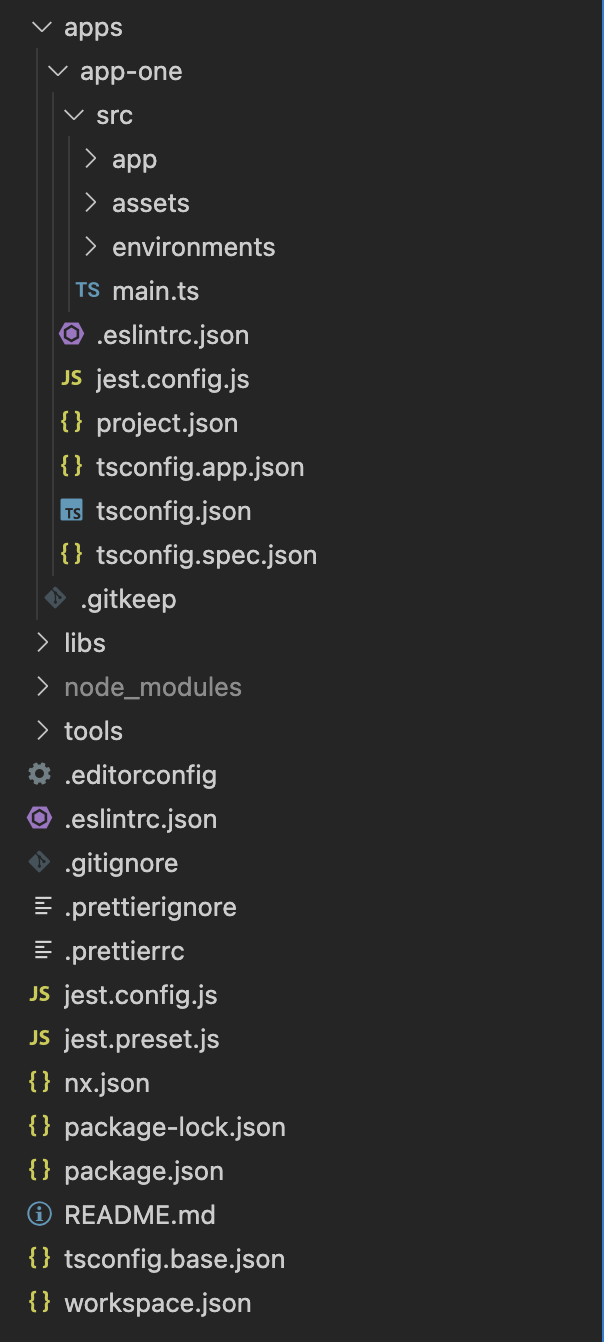 apps
app-one
src
app
assets
environments
TS main.ts
.eslintrc.json
JS jest.config.js
{} project.json
{} tsconfig.app.json
TS tsconfig.json
{} tsconfig.spec.json
.gitkeep
libs
node_modules
tools
.editorconfig
.eslintrc.json
.gitignore
.prettierignore
.prettierrc
JS jest.config.js
JS jest.preset.js
{} nx.json
{} package-lock.json
{} package.json
README.md
{} tsconfig.base.json
{} workspace.json